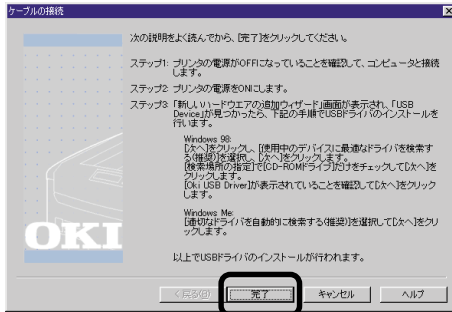 ケーブルの接続
次の説明をよく読んでから、[完了]をクリックしてください。
ステップ1: プリンタの電源がOFFになっていることを確認して、コンピュータと接続
します。
ステップ2: プリンタの電源をONにします。
ステップ3: 「新しいハードウエアの追加ウィザード」画面が表示され、「USB
Device」が見つかったら、下記の手順でUSBドライバのインストールを
行います。
Windows 98:
[次へ]をクリックし、[使用中のデバイスに最適なドライバを検索す
る(推奨)]を選択し、[次へ]をクリックします。
[検索場所の指定]で[CD-ROMドライブ]だけをチェックして[次へ]を
クリックします。
[Oki USB Driver]が表示されていることを確認して[次へ]をクリック
します。
Windows Me:
[適切なドライバを自動的に検索する(推奨)]を選択して[次へ]をクリ
ックします。
OKI
以上でUSBドライバのインストールが行われます。
< 戻る(B)
完了
キャンセル
ヘルプ